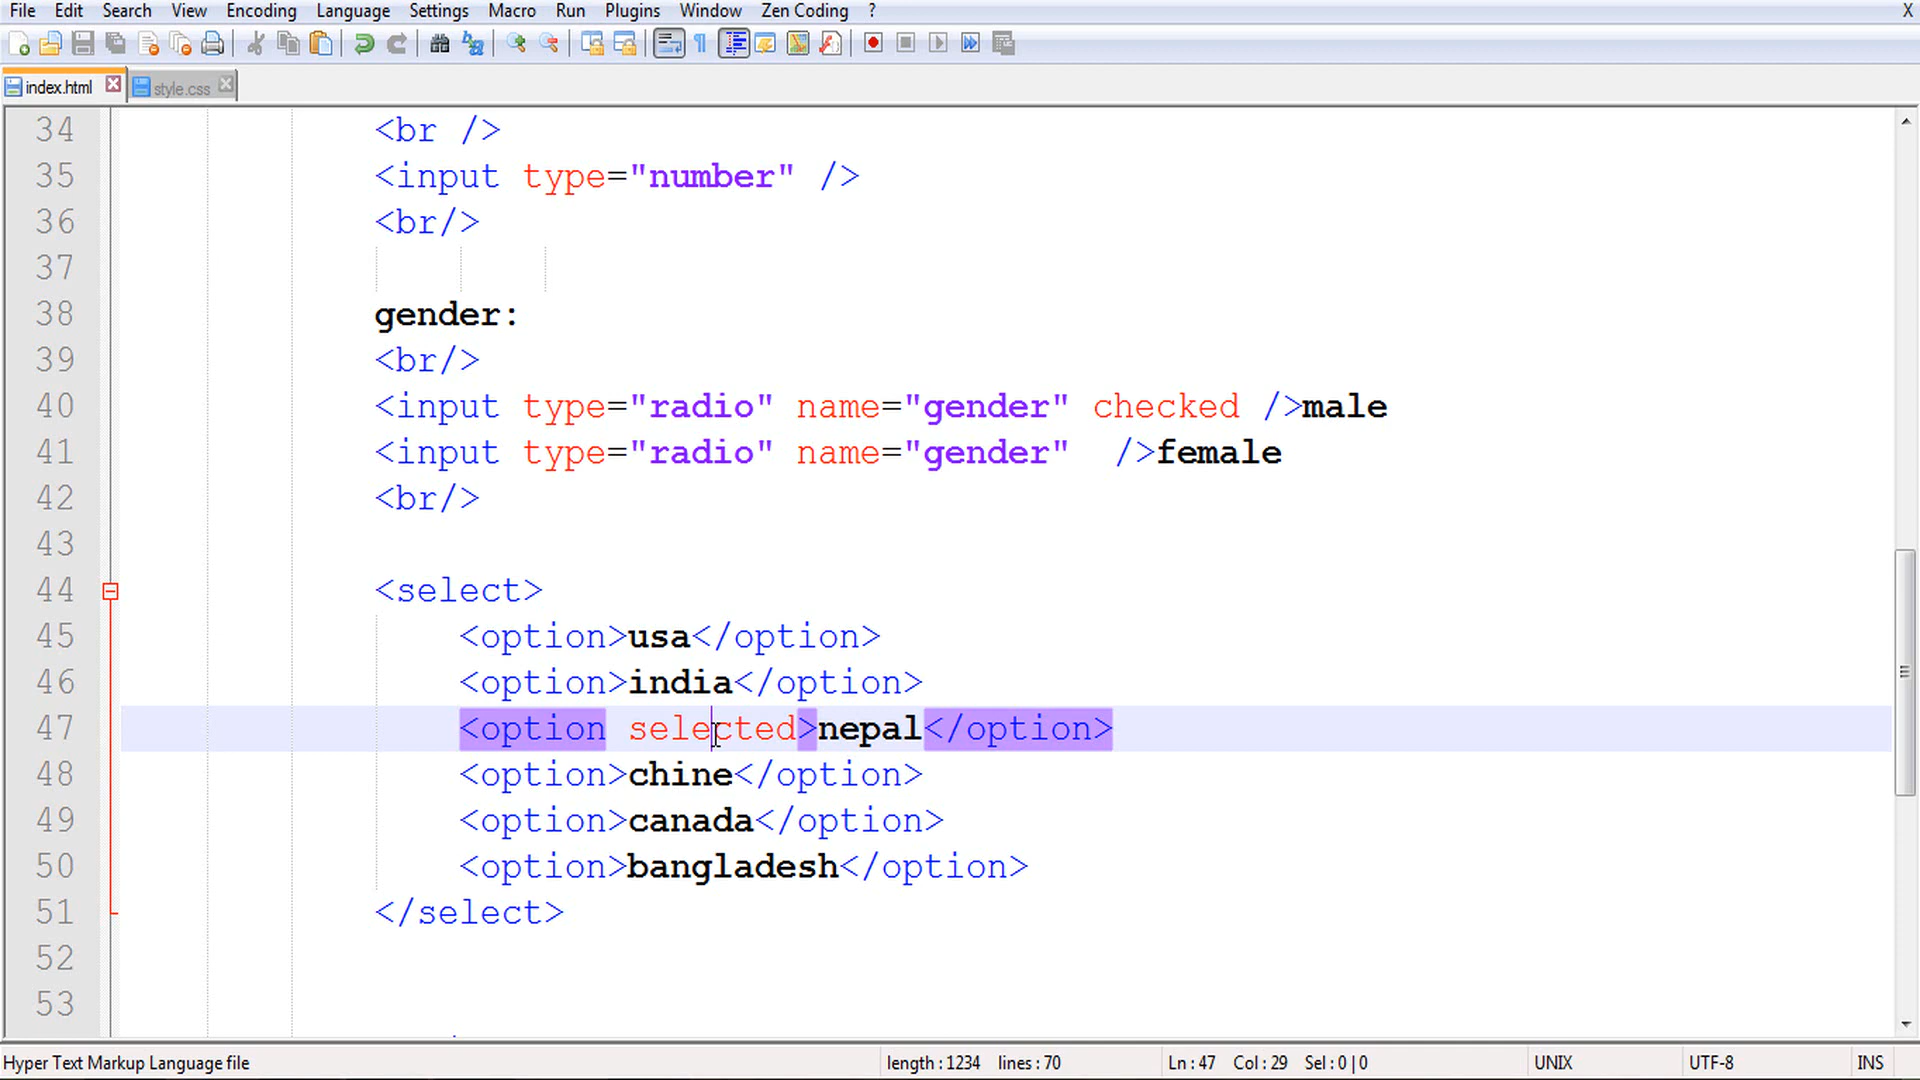 File Edit Search View Encoding Language Settings Macro Run Plugins Window Zen Coding ? X
index.html style.css
34 <br />
35 <input type="number" />
36 <br/>
37
38 gender:
39 <br/>
40 <input type="radio" name="gender" checked />male
41 <input type="radio" name="gender"  />female
42 <br/>
43
44 <select>
45 <option>usa</option>
46 <option>india</option>
47 <option selected>nepal</option>
48 <option>chine</option>
49 <option>canada</option>
50 <option>bangladesh</option>
51 </select>
52
53
Hyper Text Markup Language file length : 1234 lines : 70 Ln : 47 Col : 29 Sel : 0 | 0 UNIX UTF-8 INS